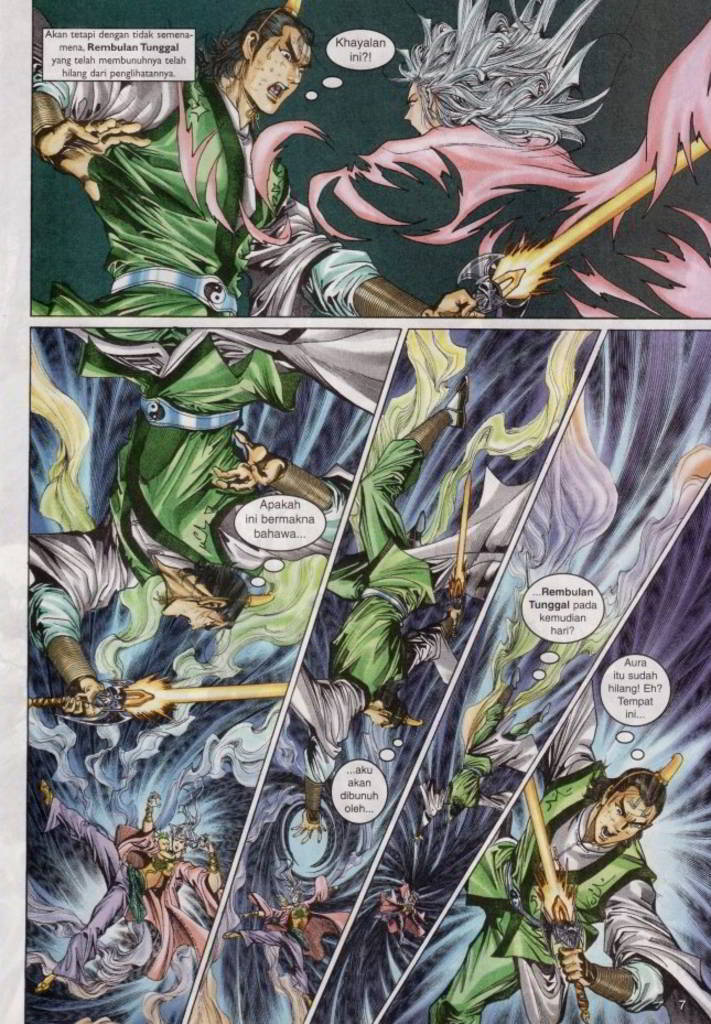 Akan tetapi dengan tidak semena-
mena, Rembulan Tunggal
yang telah membunuhnya telah
hilang dari penglihatannya.
Khayalan
ini?!
Apakah
ini bermakna
bahawa...
...aku
akan
dibunuh
oleh...
...Rembulan
Tunggal pada
kemudian
hari?
Aura
itu sudah
hilang! Eh?
Tempat
ini...
7